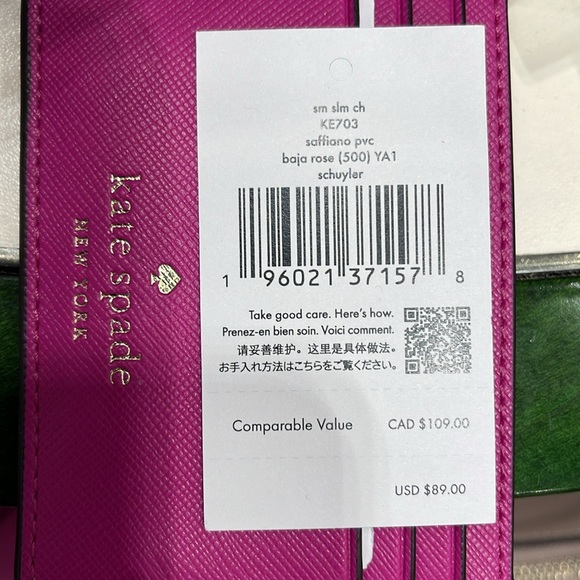 sm slm ch
KE703
saffiano pvc
baja rose (500) YA1
schuyler
1 96021 37157 8
Take good care. Here's how.
Prenez-en bien soin. Voici comment.
请妥善维护。这里是具体做法。
お手入れ方法はこちらをご覧ください。
Comparable Value CAD $109.00
USD $89.00
kate spade
NEW YORK